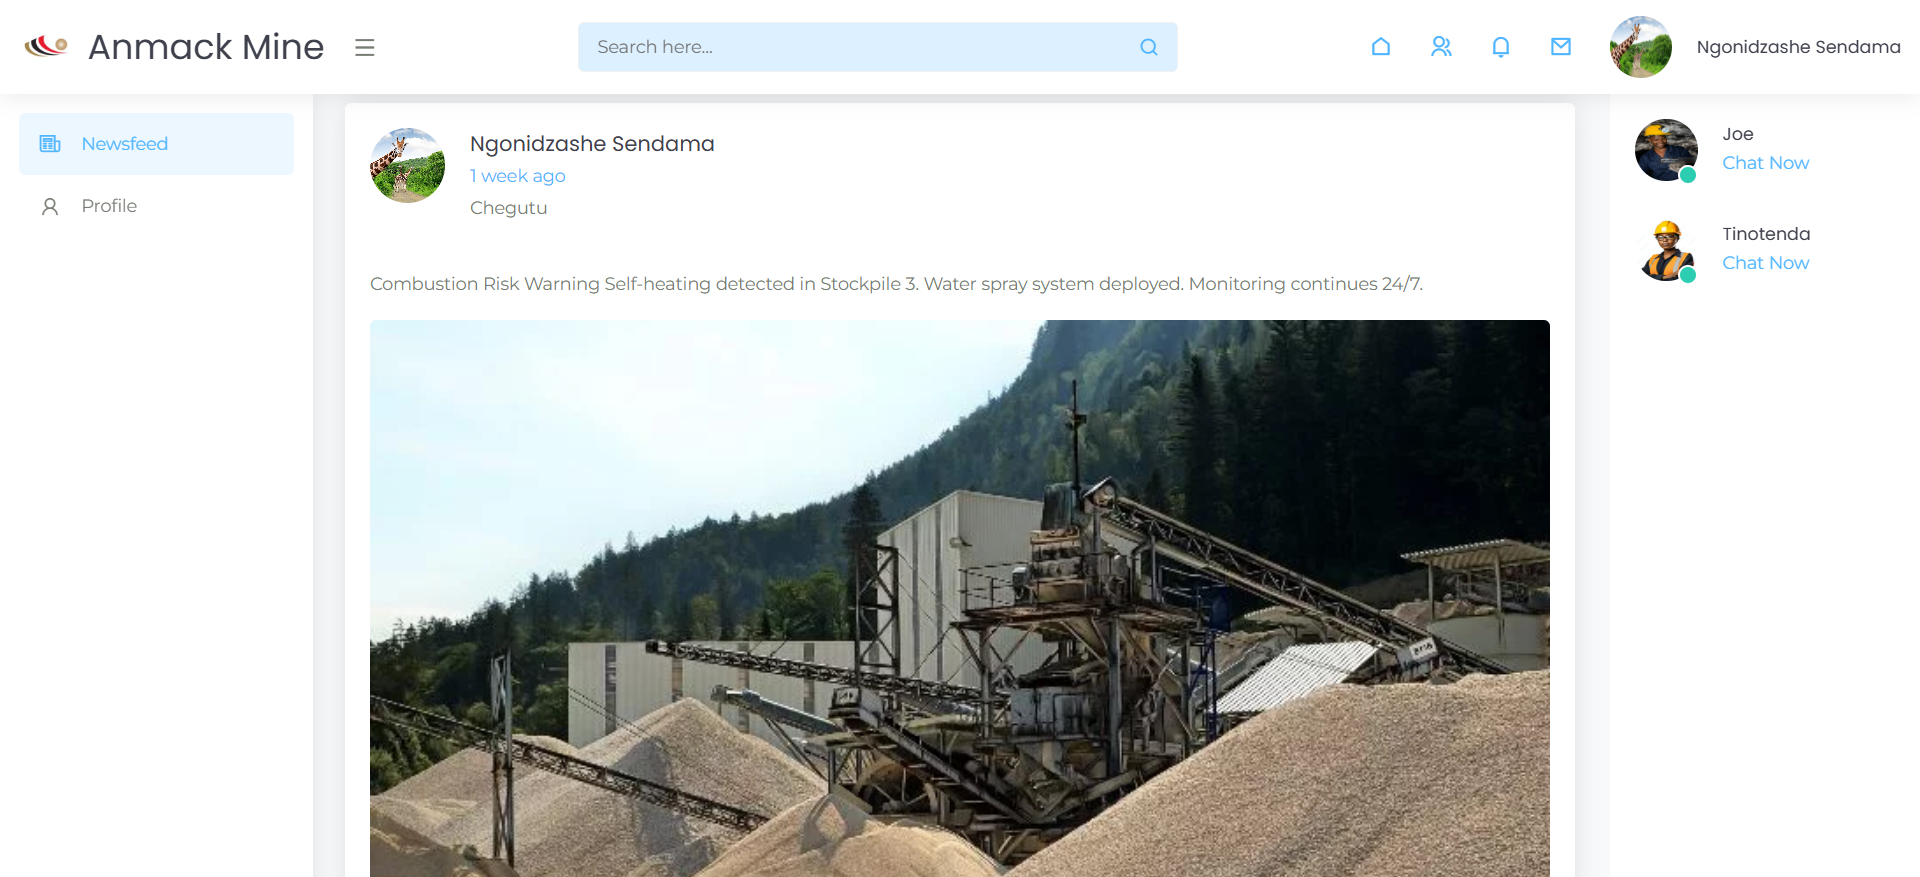 Anmack Mine
Search here...
Ngonidzashe Sendama
Newsfeed
Profile
Ngonidzashe Sendama
1 week ago
Chegutu
Combustion Risk Warning Self-heating detected in Stockpile 3. Water spray system deployed. Monitoring continues 24/7.
Joe
Chat Now
Tinotenda
Chat Now